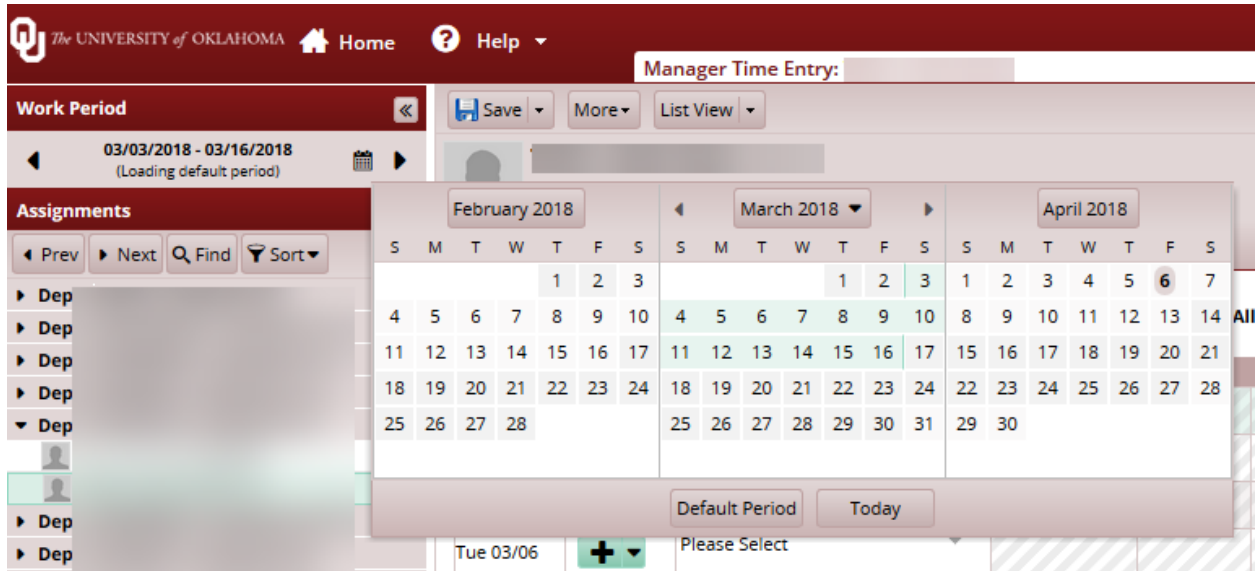 OU The UNIVERSITY of OKLAHOMA Home ? Help
Manager Time Entry:
Work Period
Save More List View
03/03/2018 - 03/16/2018
(Loading default period)
Assignments
Prev Next Find Sort
Dep
Dep
Dep
Dep
Dep
Dep
Dep
February 2018 March 2018 April 2018
S M T W T F S S M T W T F S S M T W T F S
1 2 3 1 2 3 1 2 3 4 5 6 7
4 5 6 7 8 9 10 4 5 6 7 8 9 10 8 9 10 11 12 13 14
11 12 13 14 15 16 17 11 12 13 14 15 16 17 15 16 17 18 19 20 21
18 19 20 21 22 23 24 18 19 20 21 22 23 24 22 23 24 25 26 27 28
25 26 27 28 25 26 27 28 29 30 31 29 30
All
Default Period Today
Tue 03/06 + Please Select